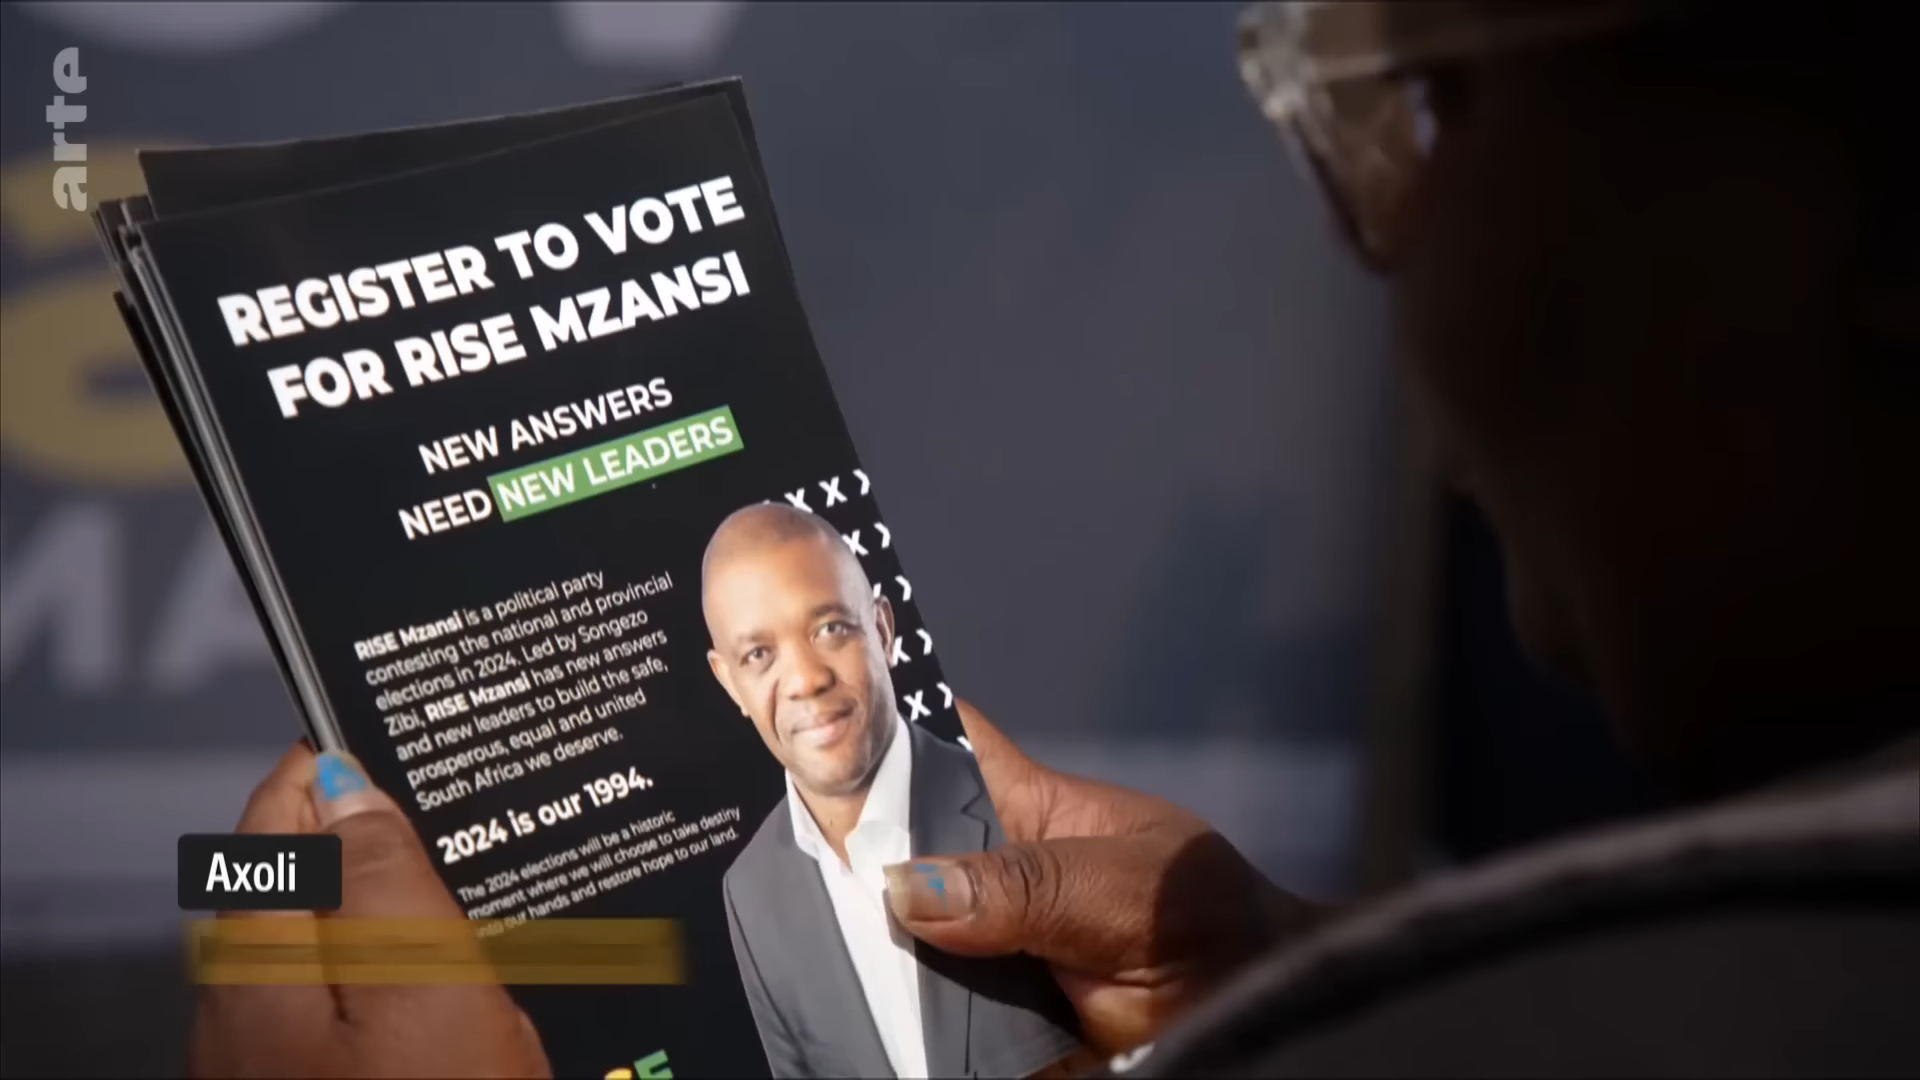 arte
REGISTER TO VOTE
FOR RISE MZANSI
NEW ANSWERS
NEED NEW LEADERS
RISE Mzansi is a political party
contesting the national and provincial
elections in 2024. Led by Songezo
Zibi, RISE Mzansi has new answers
and new leaders to build the safe,
prosperous, equal and united
South Africa we deserve.
2024 is our 1994.
The 2024 elections will be a historic
moment where we will choose to take destiny
into our hands and restore hope to our land.
Axoli